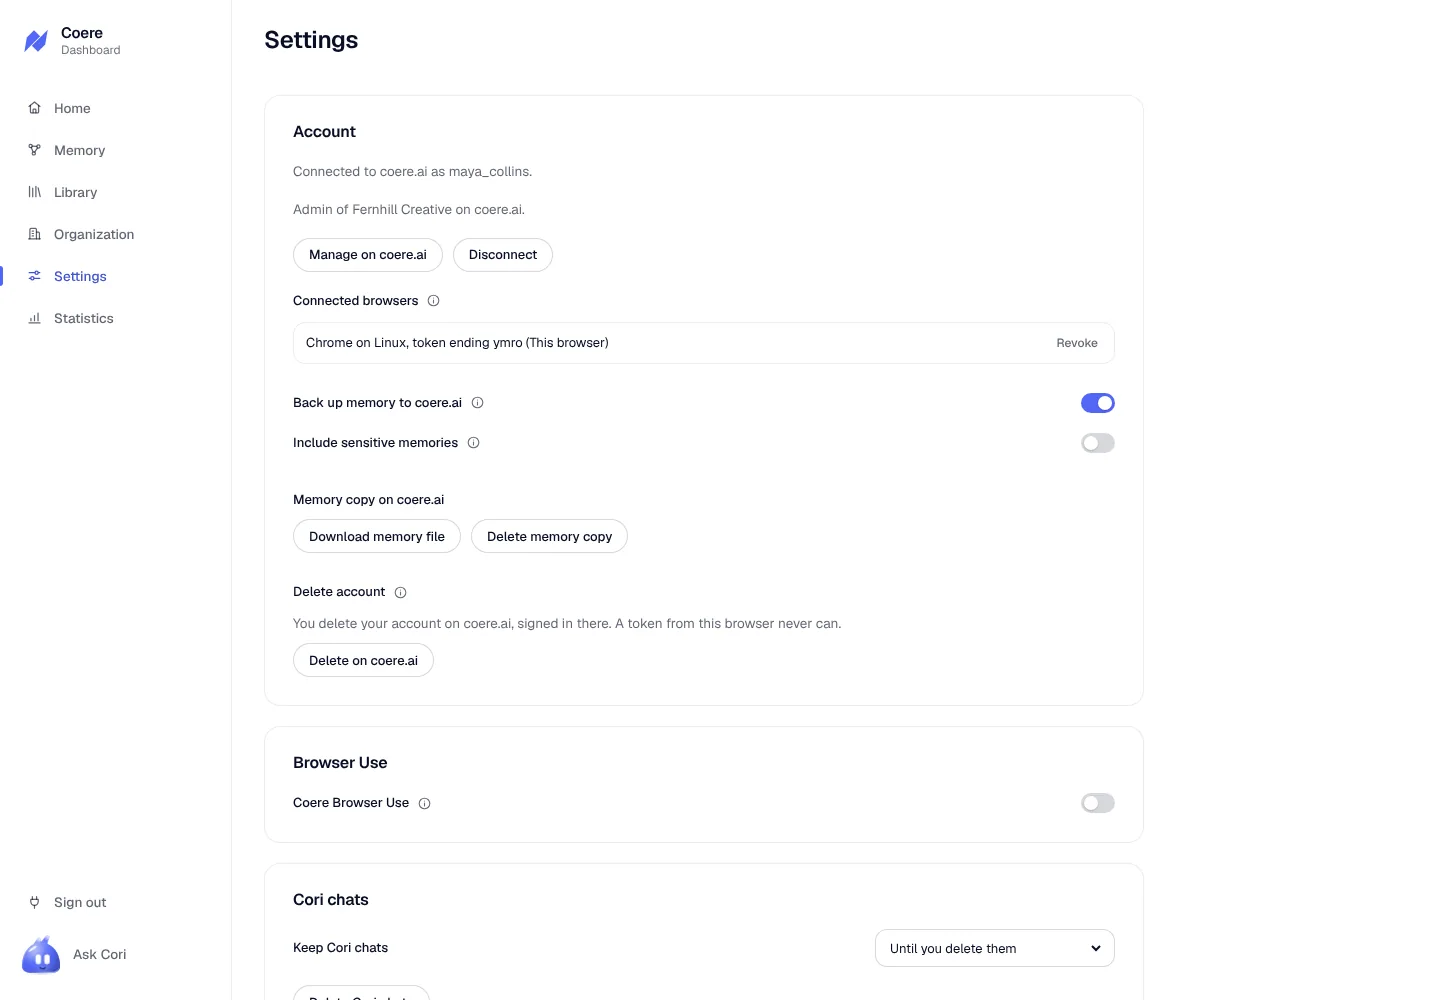 Coere
Dashboard
Home
Memory
Library
Organization
Settings
Statistics
Sign out
Ask Cori
Settings
Account
Connected to coere.ai as maya_collins.
Admin of Fernhill Creative on coere.ai.
Manage on coere.ai
Disconnect
Connected browsers
Chrome on Linux, token ending ymro (This browser)
Revoke
Back up memory to coere.ai
Include sensitive memories
Memory copy on coere.ai
Download memory file
Delete memory copy
Delete account
You delete your account on coere.ai, signed in there. A token from this browser never can.
Delete on coere.ai
Browser Use
Coere Browser Use
Cori chats
Keep Cori chats
Until you delete them